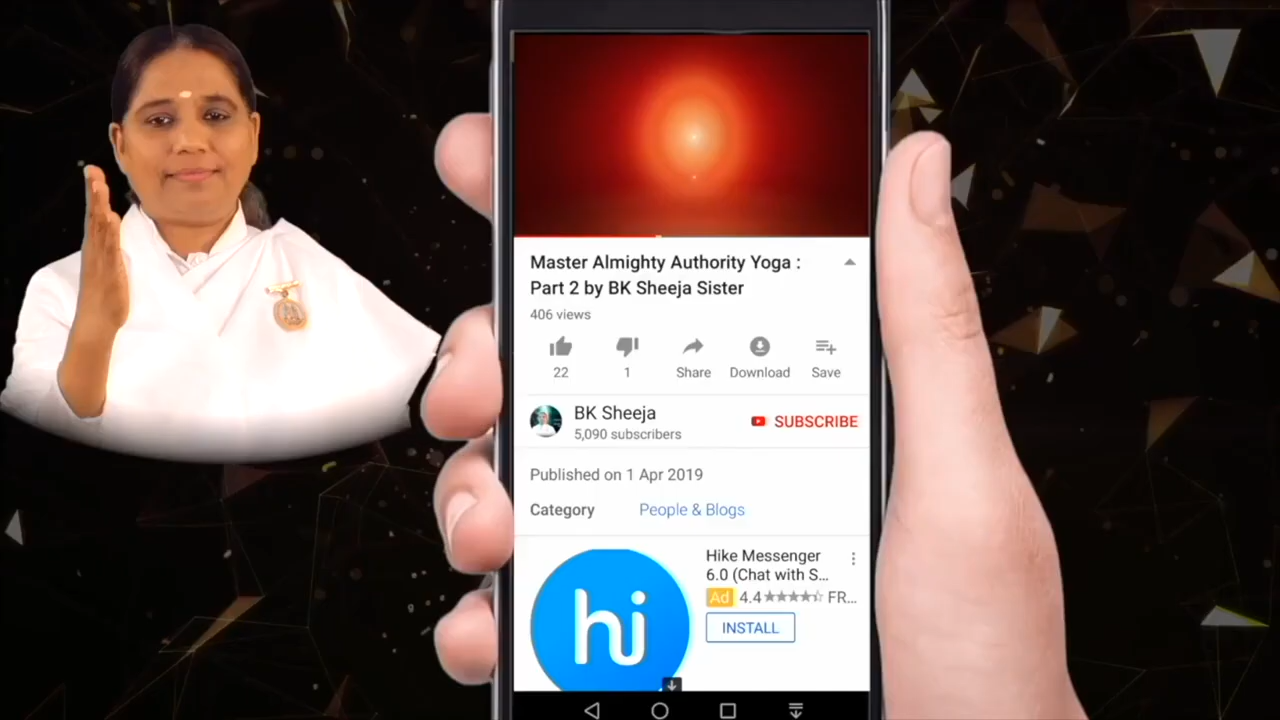 Master Almighty Authority Yoga :
Part 2 by BK Sheeja Sister
406 views
22
1
Share
Download
Save
BK Sheeja
5,090 subscribers
SUBSCRIBE
Published on 1 Apr 2019
Category
People & Blogs
hi
Hike Messenger
6.0 (Chat with S...
Ad 4.4 FR...
INSTALL